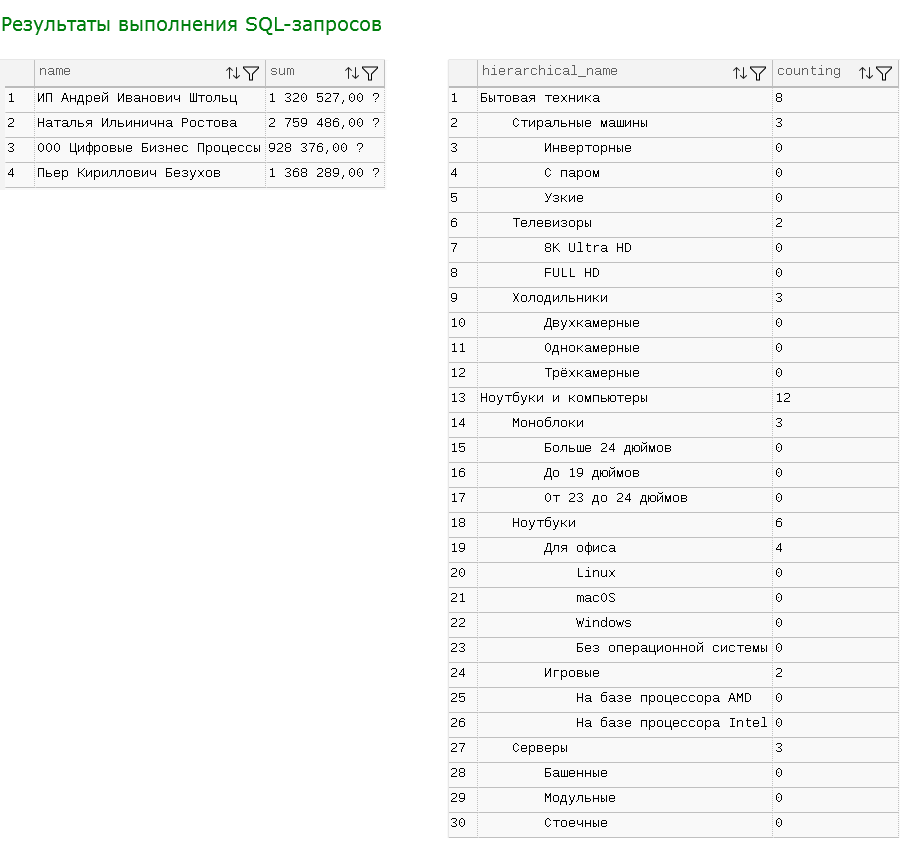 Результаты выполнения SQL-запросов
name sum
1 ИП Андрей Иванович Штольц 1 320 527,00 ?
2 Наталья Ильинична Ростова 2 759 486,00 ?
3 ООО Цифровые Бизнес Процессы 928 376,00 ?
4 Пьер Кириллович Безухов 1 368 289,00 ?
hierarchical_name counting
1 Бытовая техника 8
2 Стиральные машины 3
3 Инверторные 0
4 С паром 0
5 Узкие 0
6 Телевизоры 2
7 8K Ultra HD 0
8 FULL HD 0
9 Холодильники 3
10 Двухкамерные 0
11 Однокамерные 0
12 Трёхкамерные 0
13 Ноутбуки и компьютеры 12
14 Моноблоки 3
15 Больше 24 дюймов 0
16 До 19 дюймов 0
17 От 23 до 24 дюймов 0
18 Ноутбуки 6
19 Для офиса 4
20 Linux 0
21 macOS 0
22 Windows 0
23 Без операционной системы 0
24 Игровые 2
25 На базе процессора AMD 0
26 На базе процессора Intel 0
27 Серверы 3
28 Башенные 0
29 Модульные 0
30 Стоечные 0